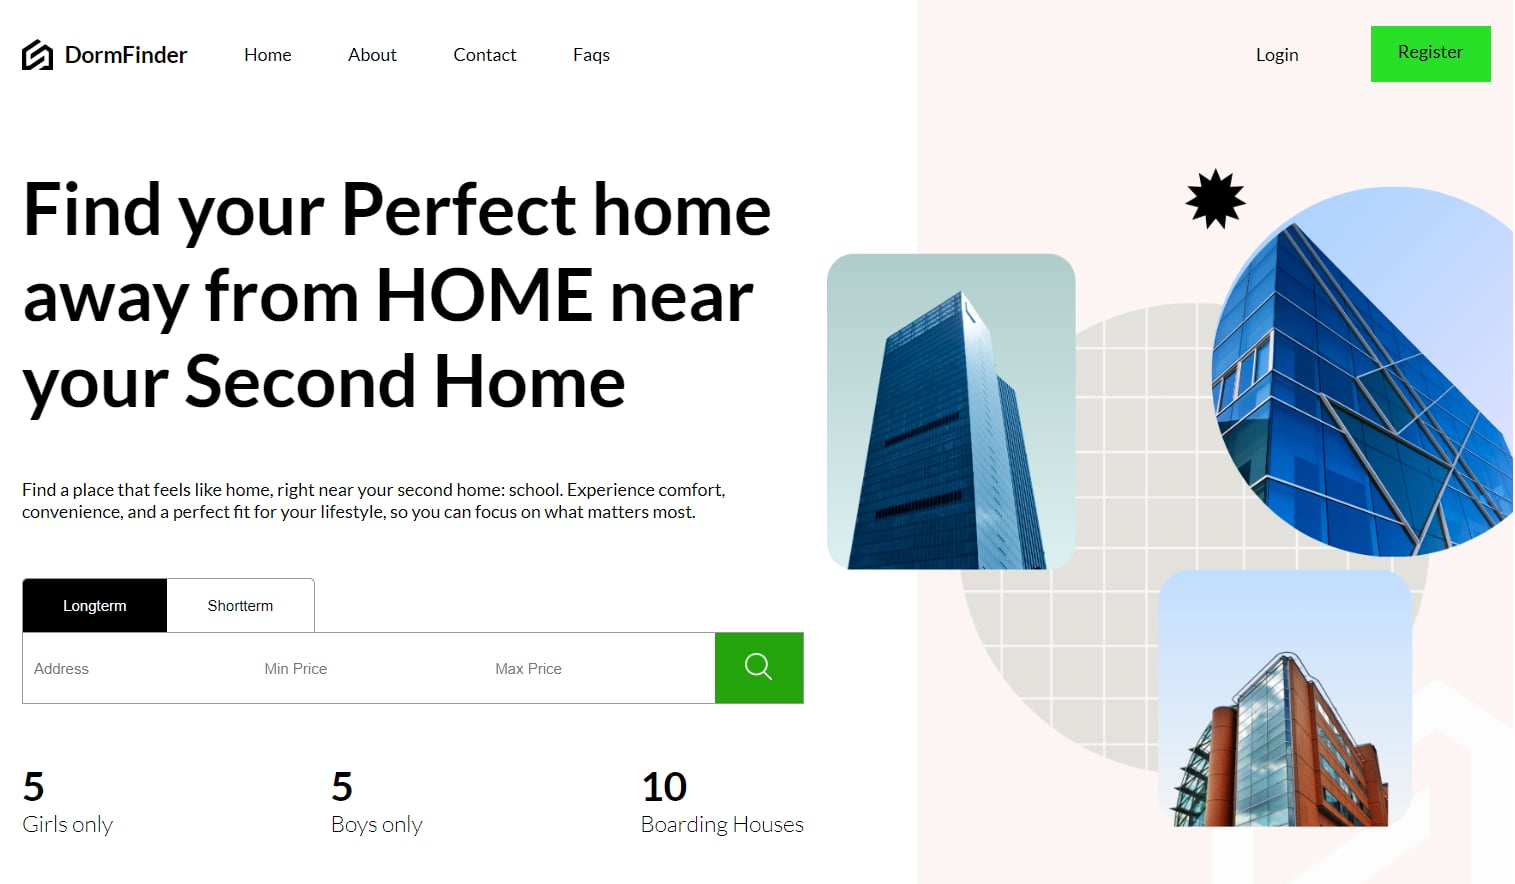 DormFinder Home About Contact Faqs Login Register
Find your Perfect home
away from HOME near
your Second Home
Find a place that feels like home, right near your second home: school. Experience comfort,
convenience, and a perfect fit for your lifestyle, so you can focus on what matters most.
Longterm Shortterm
Address Min Price Max Price
5 5 10
Girls only Boys only Boarding Houses